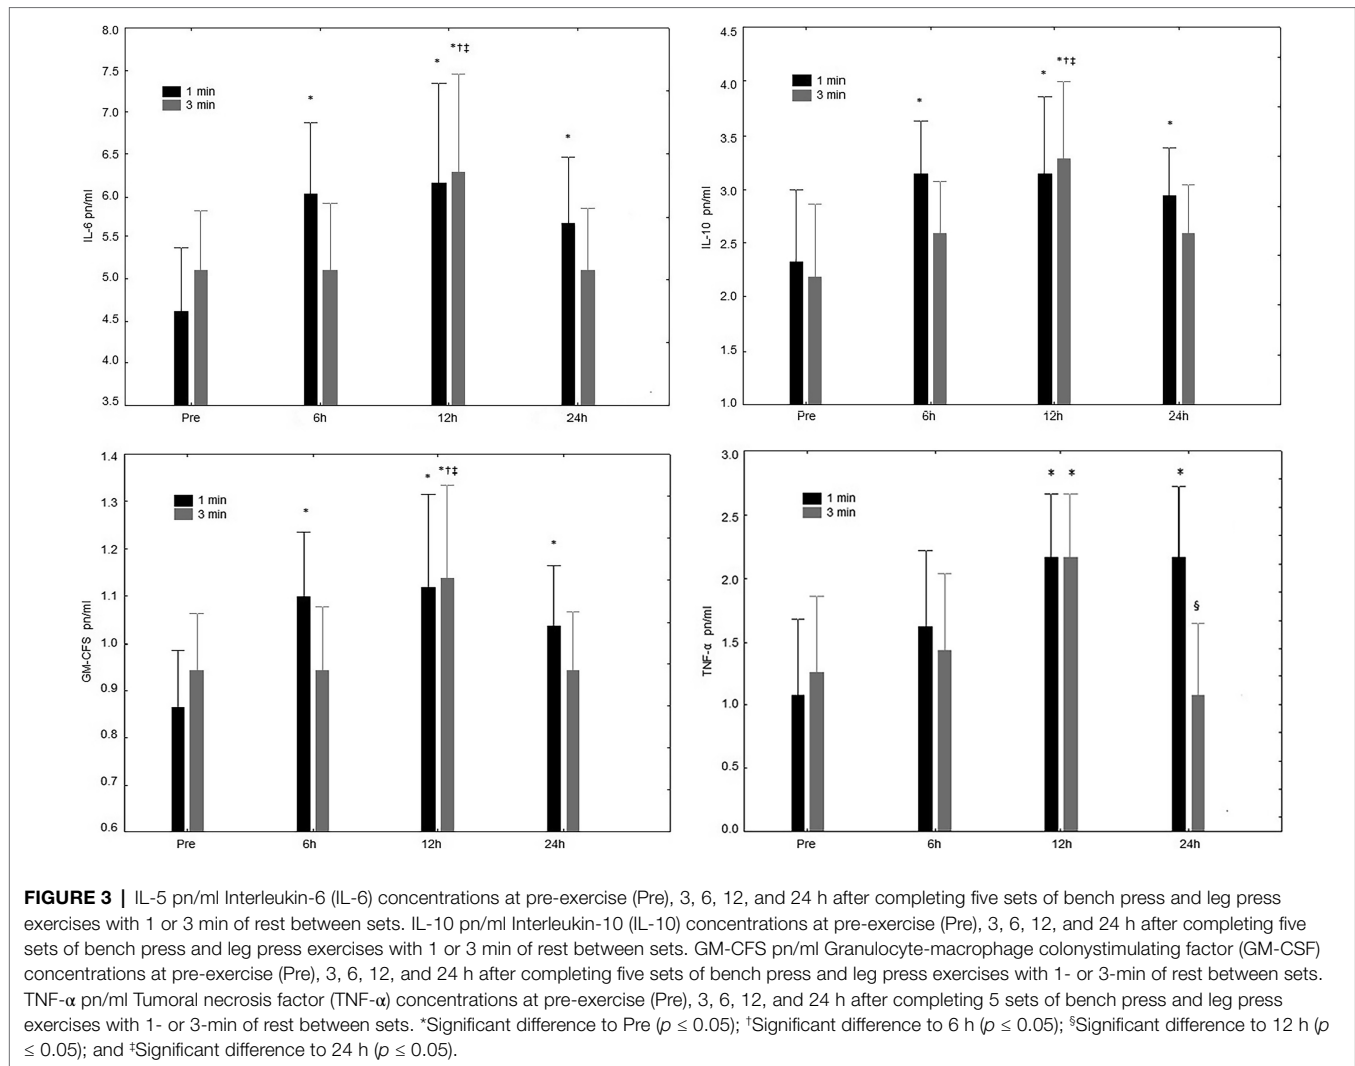 8.0
7.5
7.0
6.5
6.0
5.5
5.0
4.5
4.0
3.5
IL-6 pn/ml
1 min
3 min
*
*
*†‡
*
Pre 6h 12h 24h
4.5
4.0
3.5
3.0
2.5
2.0
1.5
1.0
IL-10 pn/ml
1 min
3 min
*
*
*†‡
*
Pre 6h 12h 24h
1.4
1.3
1.2
1.1
1.0
0.9
0.8
0.7
0.6
GM-CFS pn/ml
1 min
3 min
*
*
*†‡
*
Pre 6h 12h 24h
3.0
2.5
2.0
1.5
1.0
0.5
0.0
TNF-α pn/ml
1 min
3 min
* *
*
§
Pre 6h 12h 24h
FIGURE 3 | IL-5 pn/ml Interleukin-6 (IL-6) concentrations at pre-exercise (Pre), 3, 6, 12, and 24 h after completing five sets of bench press and leg press
exercises with 1 or 3 min of rest between sets. IL-10 pn/ml Interleukin-10 (IL-10) concentrations at pre-exercise (Pre), 3, 6, 12, and 24 h after completing five
sets of bench press and leg press exercises with 1 or 3 min of rest between sets. GM-CFS pn/ml Granulocyte-macrophage colonystimulating factor (GM-CSF)
concentrations at pre-exercise (Pre), 3, 6, 12, and 24 h after completing five sets of bench press and leg press exercises with 1- or 3-min of rest between sets.
TNF-α pn/ml Tumoral necrosis factor (TNF-α) concentrations at pre-exercise (Pre), 3, 6, 12, and 24 h after completing 5 sets of bench press and leg press
exercises with 1- or 3-min of rest between sets. *Significant difference to Pre (p ≤ 0.05); †Significant difference to 6 h (p ≤ 0.05); §Significant difference to 12 h (p
≤ 0.05); and ‡Significant difference to 24 h (p ≤ 0.05).